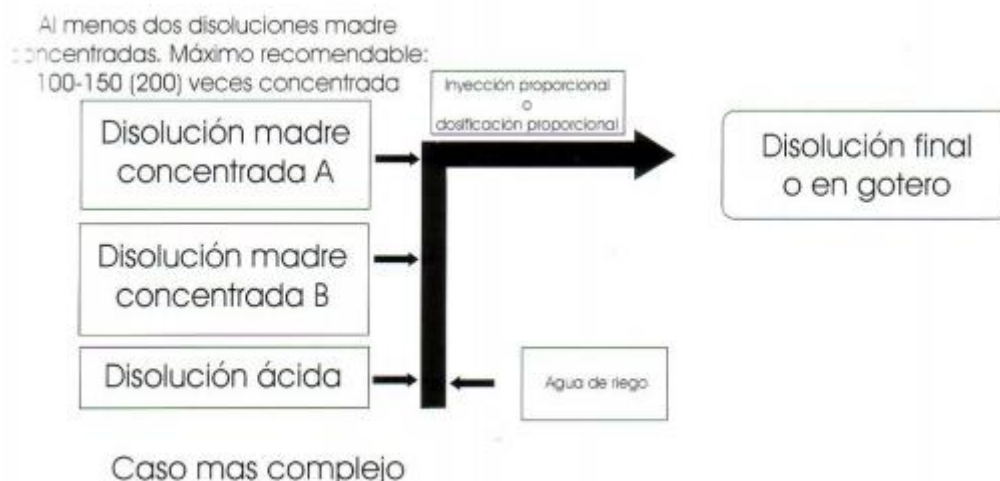 Al menos dos disoluciones madre
concentradas. Máximo recomendable:
100-150 (200) veces concentrada
Inyección proporcional
o
dosificación proporcional
Disolución madre
concentrada A
Disolución final
o en gotero
Disolución madre
concentrada B
Disolución ácida
Agua de riego
Caso mas complejo